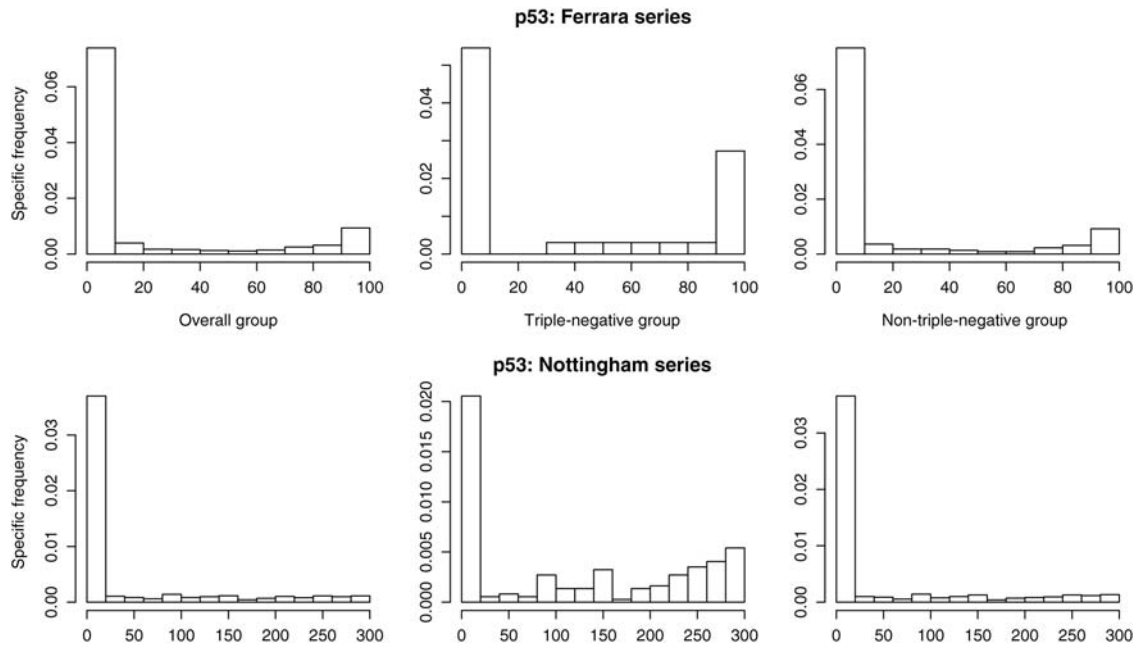 p53: Ferrara series
Specific frequency
0.00 0.02 0.04 0.06
0 20 40 60 80 100
Overall group
0.00 0.02 0.04
0 20 40 60 80 100
Triple-negative group
0.00 0.02 0.04 0.06
0 20 40 60 80 100
Non-triple-negative group
p53: Nottingham series
Specific frequency
0.00 0.01 0.02 0.03
0 50 100 150 200 250 300
0.000 0.005 0.010 0.015 0.020
0 50 100 150 200 250 300
0.00 0.01 0.02 0.03
0 50 100 150 200 250 300